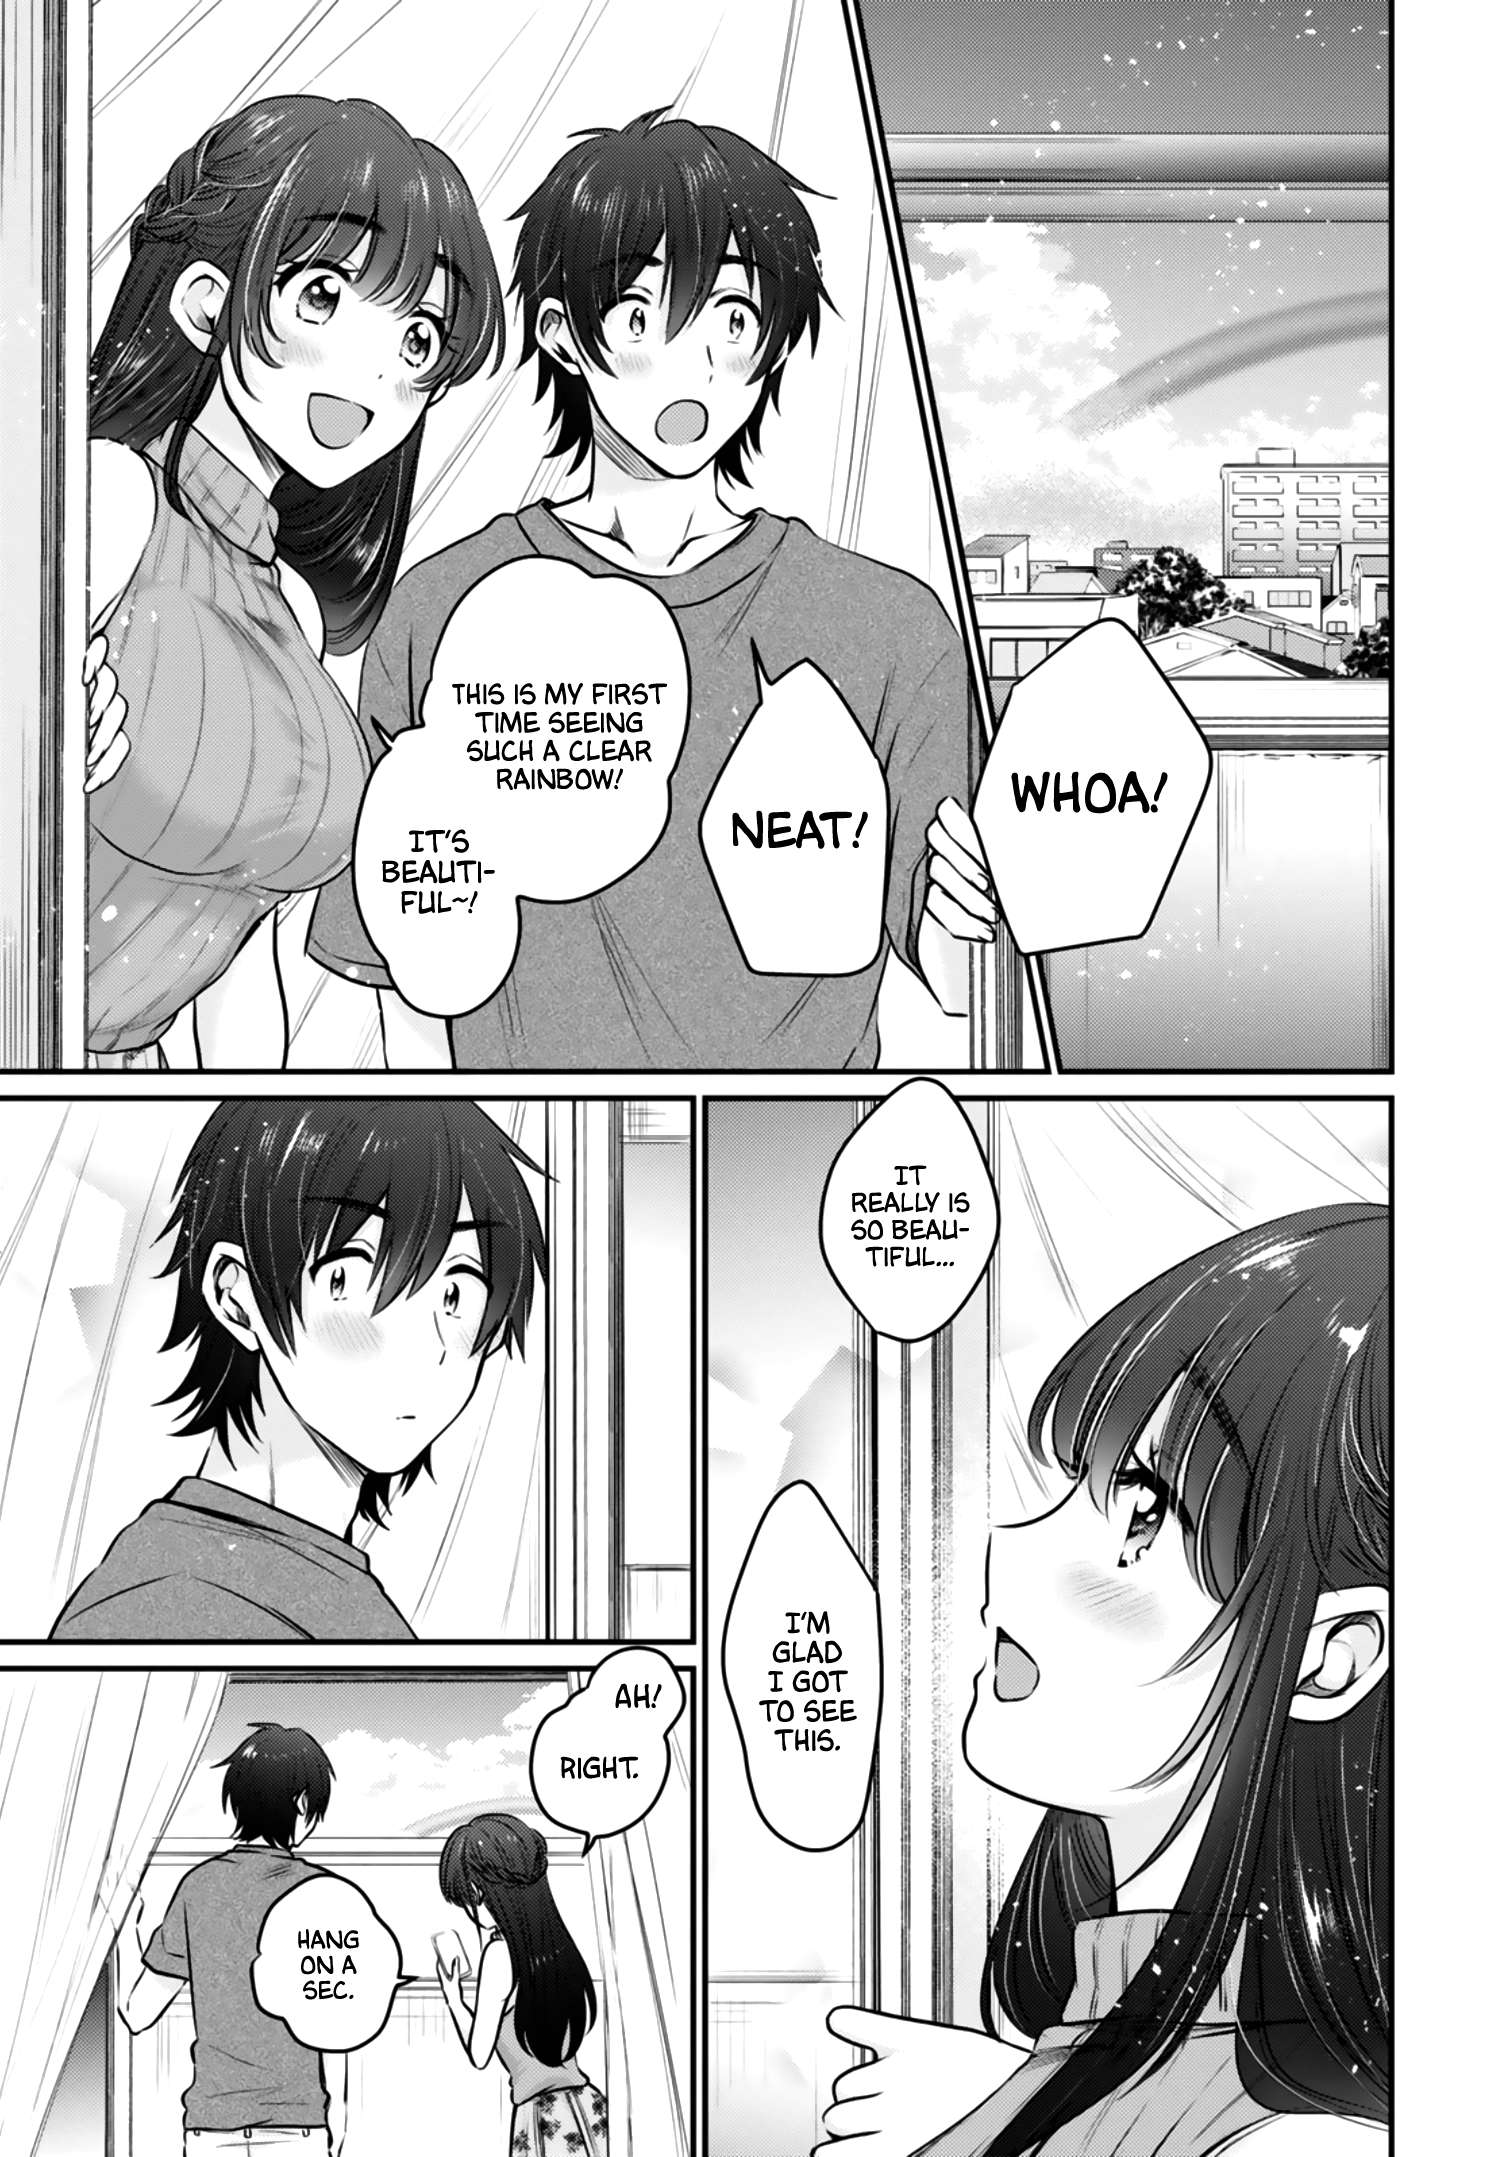 WHOA!
NEAT!
THIS IS MY FIRST
TIME SEEING
SUCH A CLEAR
RAINBOW!
IT'S
BEAUTI-
FUL~!
IT
REALLY IS
SO BEAU-
TIFUL...
I'M
GLAD
I GOT
TO SEE
THIS.
AH!
RIGHT.
HANG
ON A
SEC.